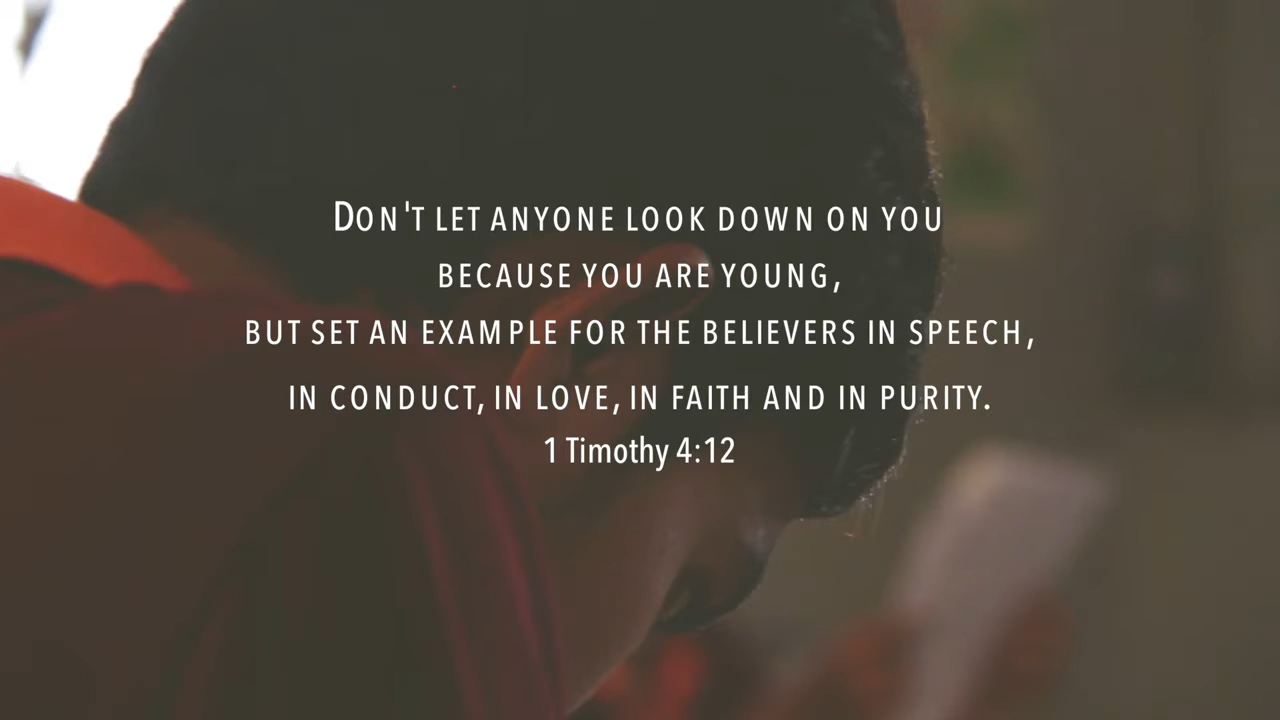 Don't let anyone look down on you
because you are young,
but set an example for the believers in speech,
in conduct, in love, in faith and in purity.
1 Timothy 4:12